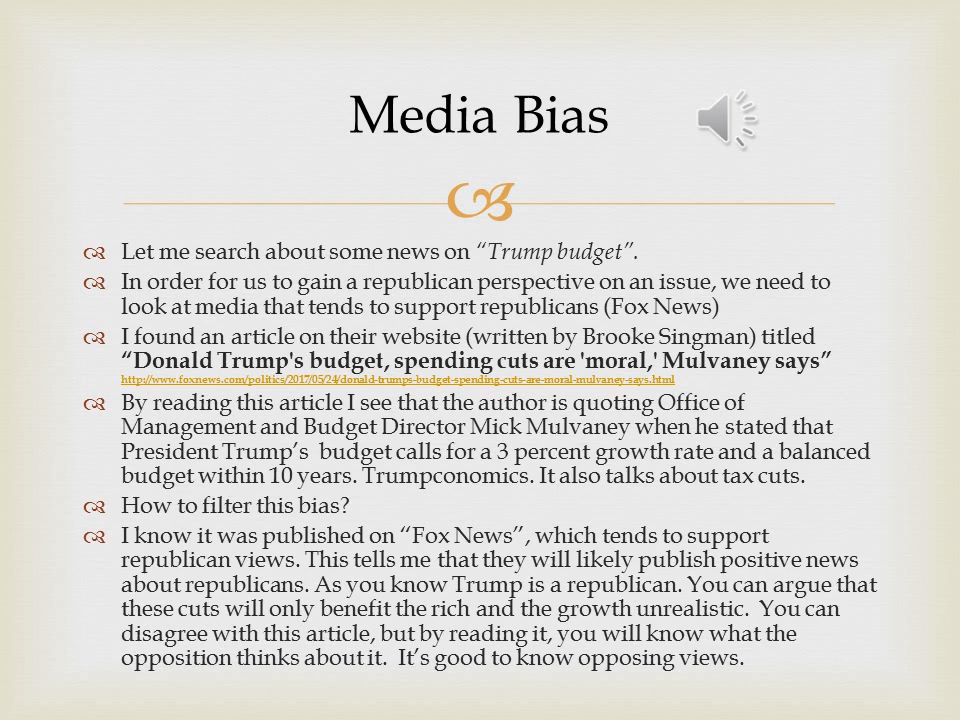 Media Bias
Let me search about some news on “Trump budget”.
In order for us to gain a republican perspective on an issue, we need to
look at media that tends to support republicans (Fox News)
I found an article on their website (written by Brooke Singman) titled
“Donald Trump's budget, spending cuts are 'moral,' Mulvaney says”
http://www.foxnews.com/politics/2017/05/24/donald-trumps-budget-spending-cuts-are-moral-mulvaney-says.html
By reading this article I see that the author is quoting Office of
Management and Budget Director Mick Mulvaney when he stated that
President Trump’s  budget calls for a 3 percent growth rate and a balanced
budget within 10 years. Trumpconomics. It also talks about tax cuts.
How to filter this bias?
I know it was published on “Fox News”, which tends to support
republican views. This tells me that they will likely publish positive news
about republicans. As you know Trump is a republican. You can argue that
these cuts will only benefit the rich and the growth unrealistic.  You can
disagree with this article, but by reading it, you will know what the
opposition thinks about it.  It’s good to know opposing views.